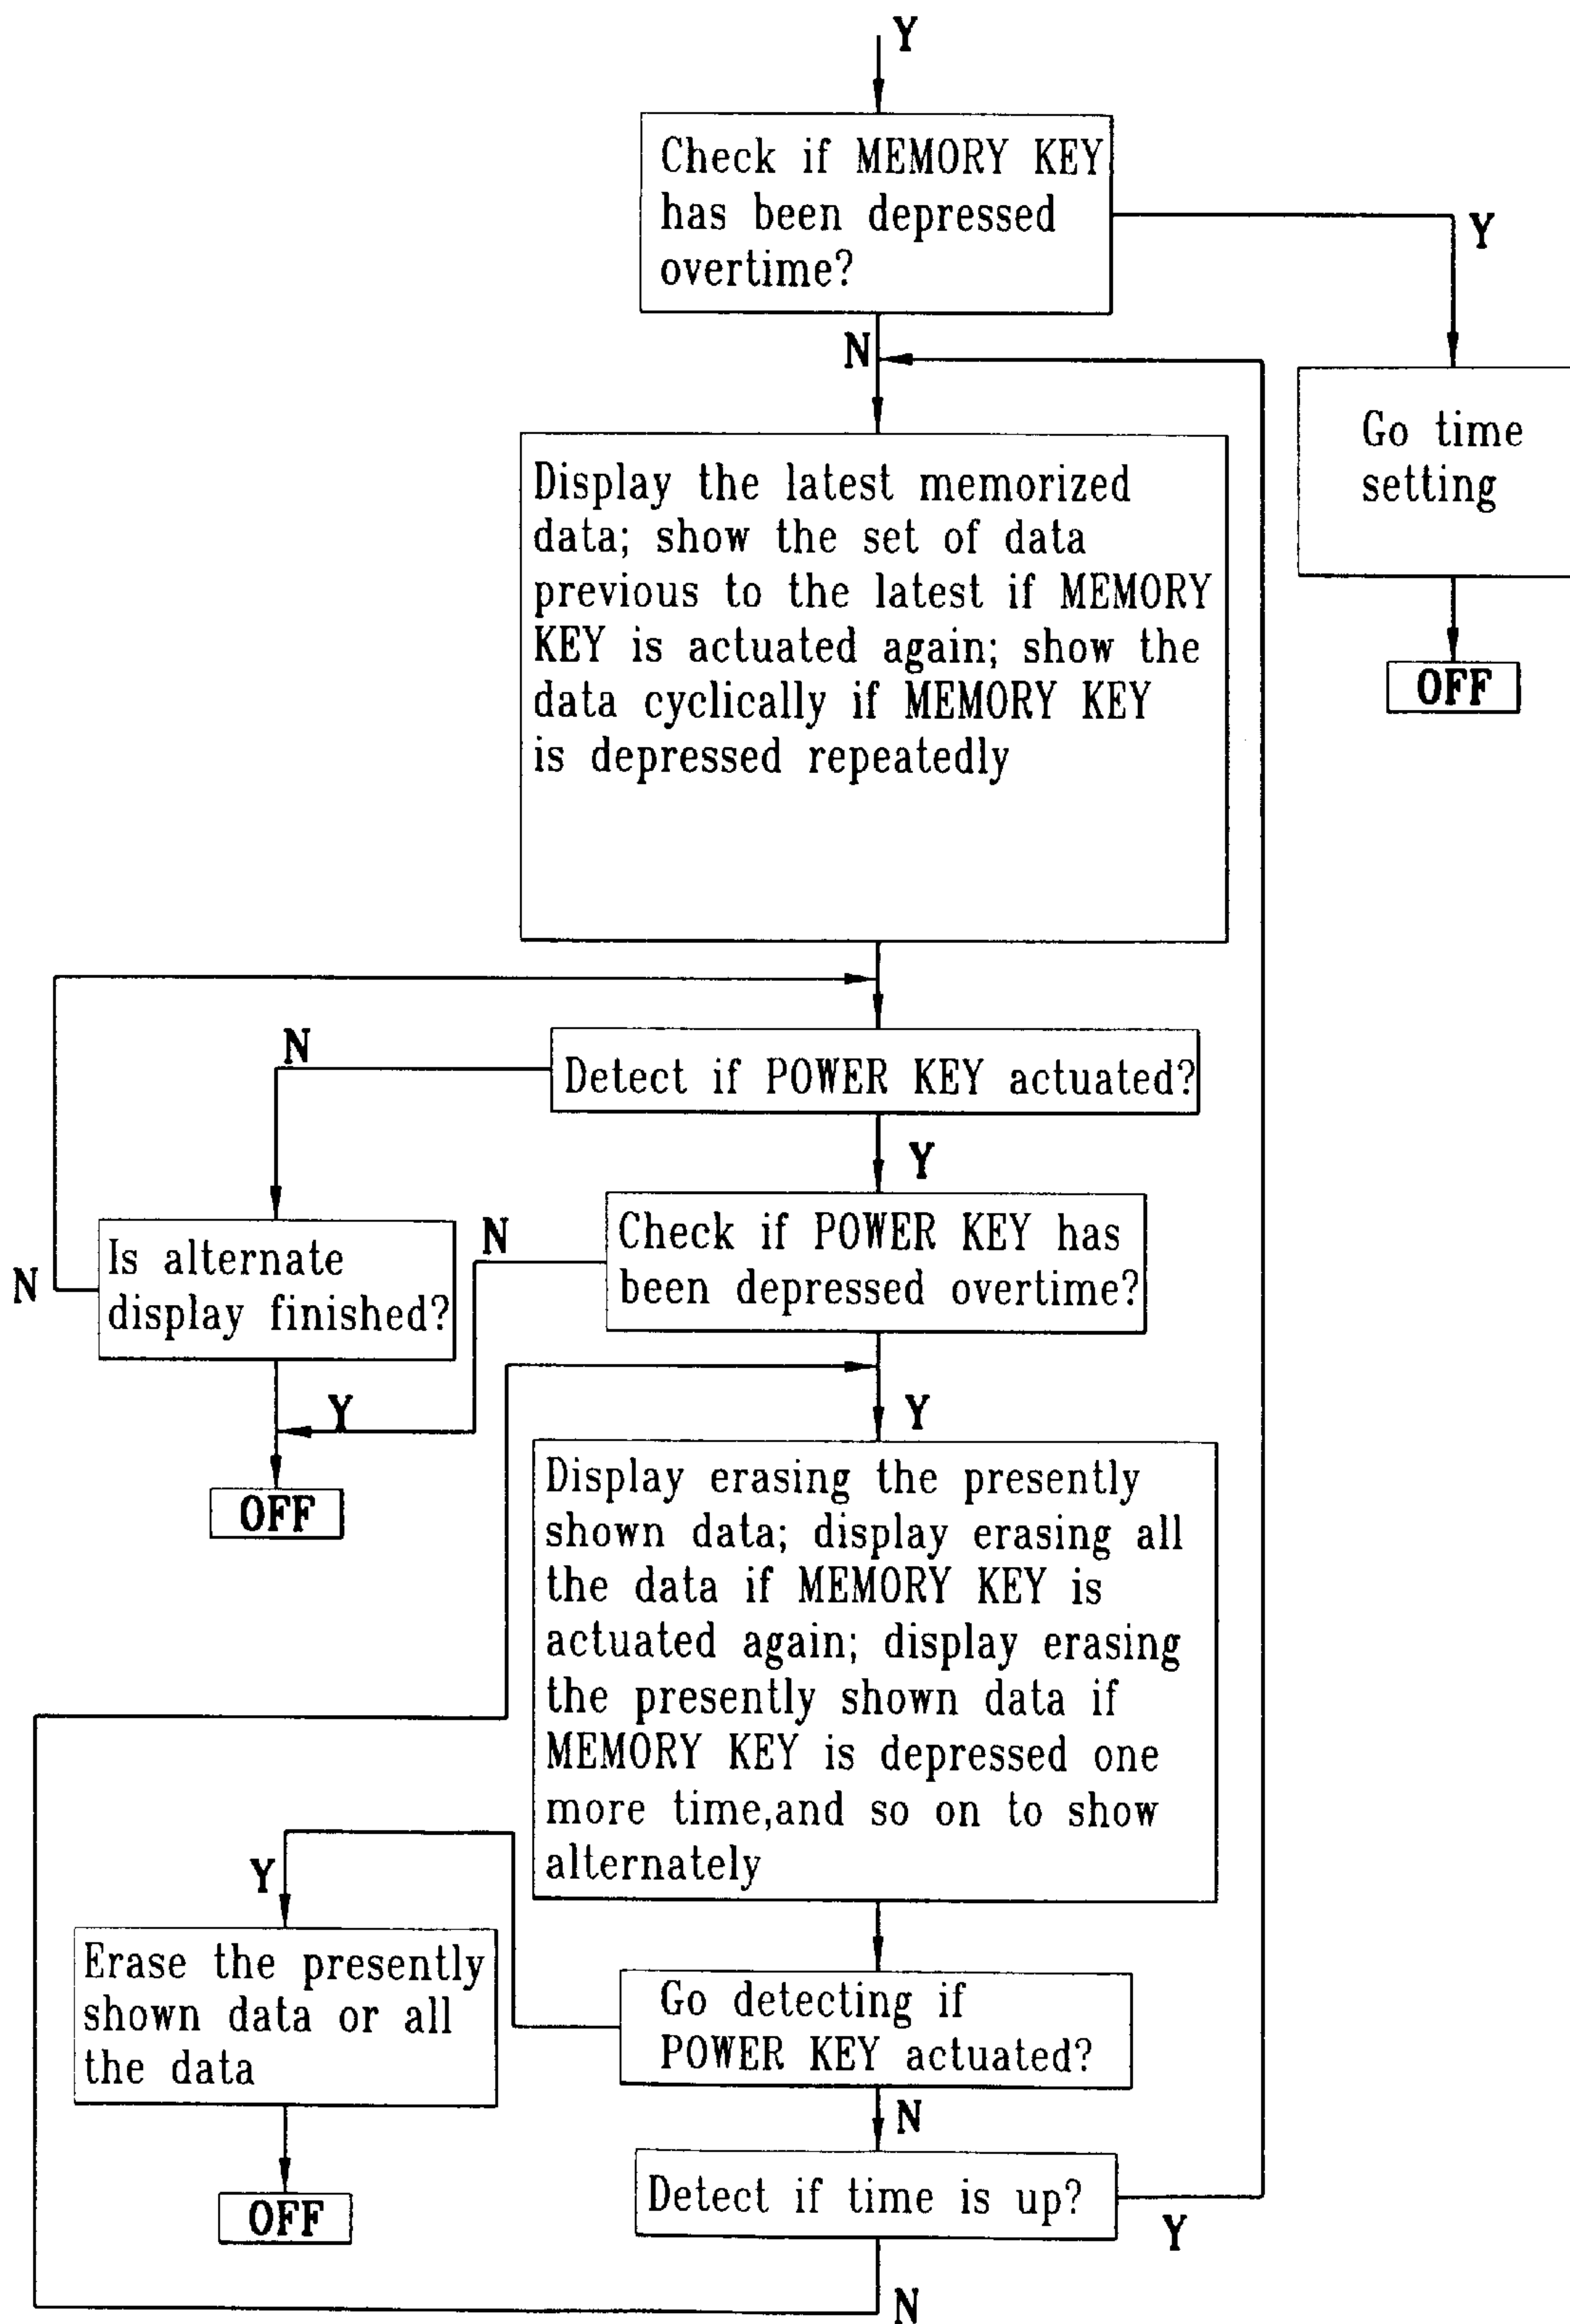 Y
Check if MEMORY KEY
has been depressed
overtime?
Y
N
Go time
setting
OFF
Display the latest memorized
data; show the set of data
previous to the latest if MEMORY
KEY is actuated again; show the
data cyclically if MEMORY KEY
is depressed repeatedly
N
Detect if POWER KEY actuated?
Y
Check if POWER KEY has
been depressed overtime?
N
Is alternate
display finished?
N
Y
OFF
Y
Display erasing the presently
shown data; display erasing all
the data if MEMORY KEY is
actuated again; display erasing
the presently shown data if
MEMORY KEY is depressed one
more time,and so on to show
alternately
Y
Erase the presently
shown data or all
the data
OFF
Go detecting if
POWER KEY actuated?
N
Detect if time is up?
Y
N